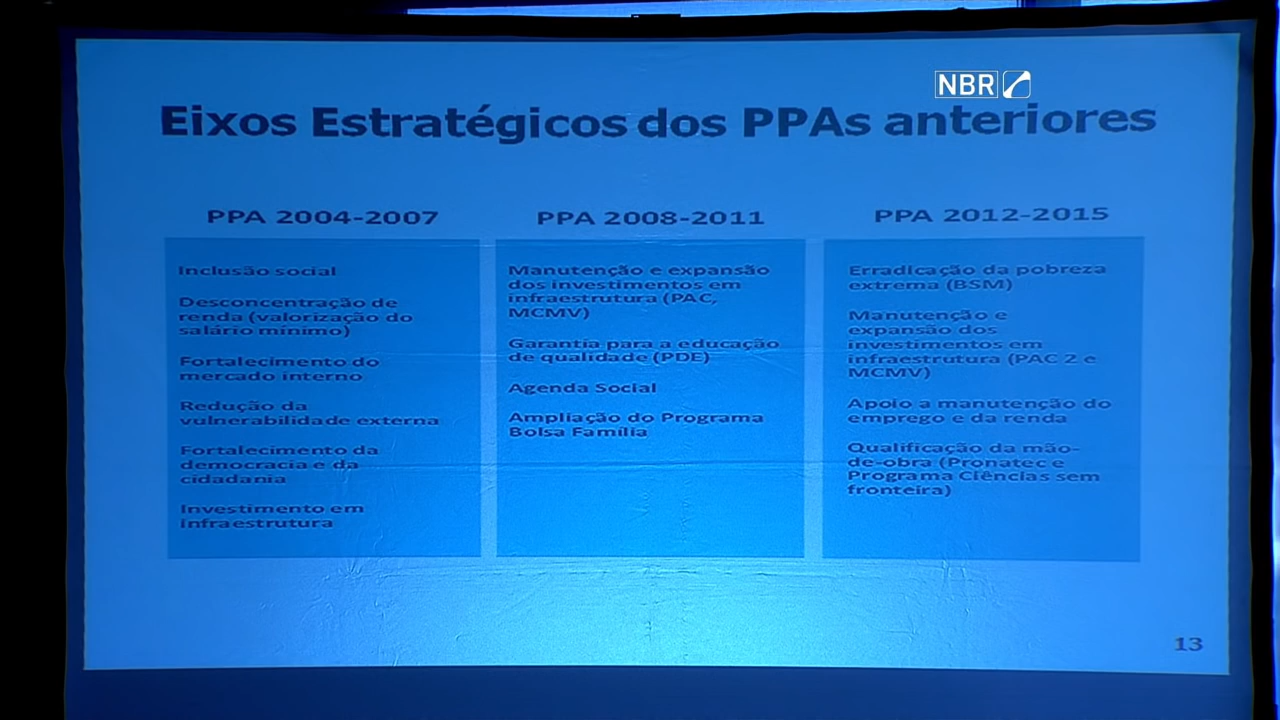 NBR
Eixos Estratégicos dos PPAs anteriores
PPA 2004-2007
Inclusão social
Desconcentração de
renda (valorização do
salário mínimo)
Fortalecimento do
mercado interno
Redução da
vulnerabilidade externa
Fortalecimento da
democracia e da
cidadania
Investimento em
infraestrutura
PPA 2008-2011
Manutenção e expansão
dos investimentos em
infraestrutura (PAC,
MCMV)
Garantia para a educação
de qualidade (PDE)
Agenda Social
Ampliação do Programa
Bolsa Família
PPA 2012-2015
Erradicação da pobreza
extrema (BSM)
Manutenção e
expansão dos
investimentos em
infraestrutura (PAC 2 e
MCMV)
Apoio a manutenção do
emprego e da renda
Qualificação da mão-
de-obra (Pronatec e
Programa Ciências sem
fronteira)
13